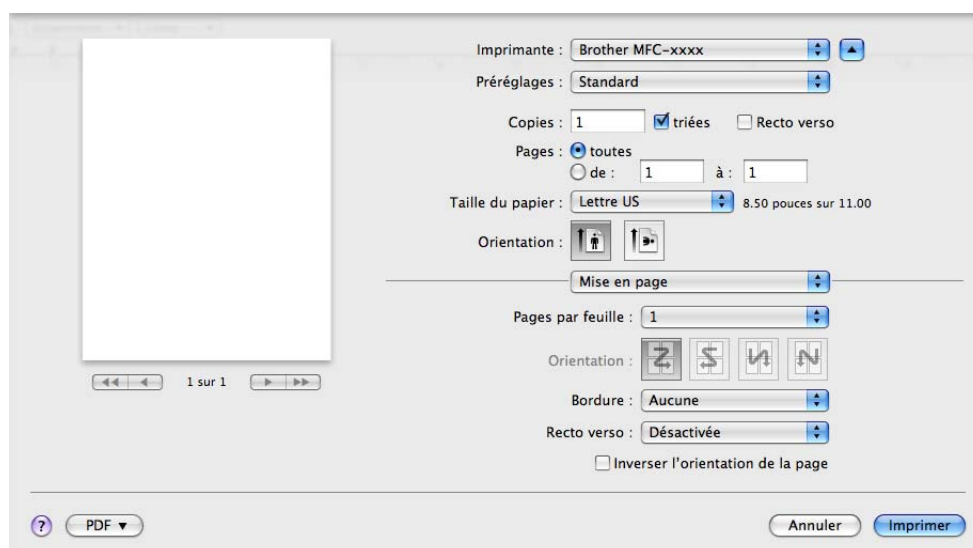 Imprimante : Brother MFC-xxxx
Préréglages : Standard
Copies : 1 triées Recto verso
Pages : toutes
de : 1 à : 1
Taille du papier : Lettre US 8.50 pouces sur 11.00
Orientation :
Mise en page
Pages par feuille : 1
Orientation :
1 sur 1
Bordure : Aucune
Recto verso : Désactivée
Inverser l'orientation de la page
? PDF Annuler Imprimer